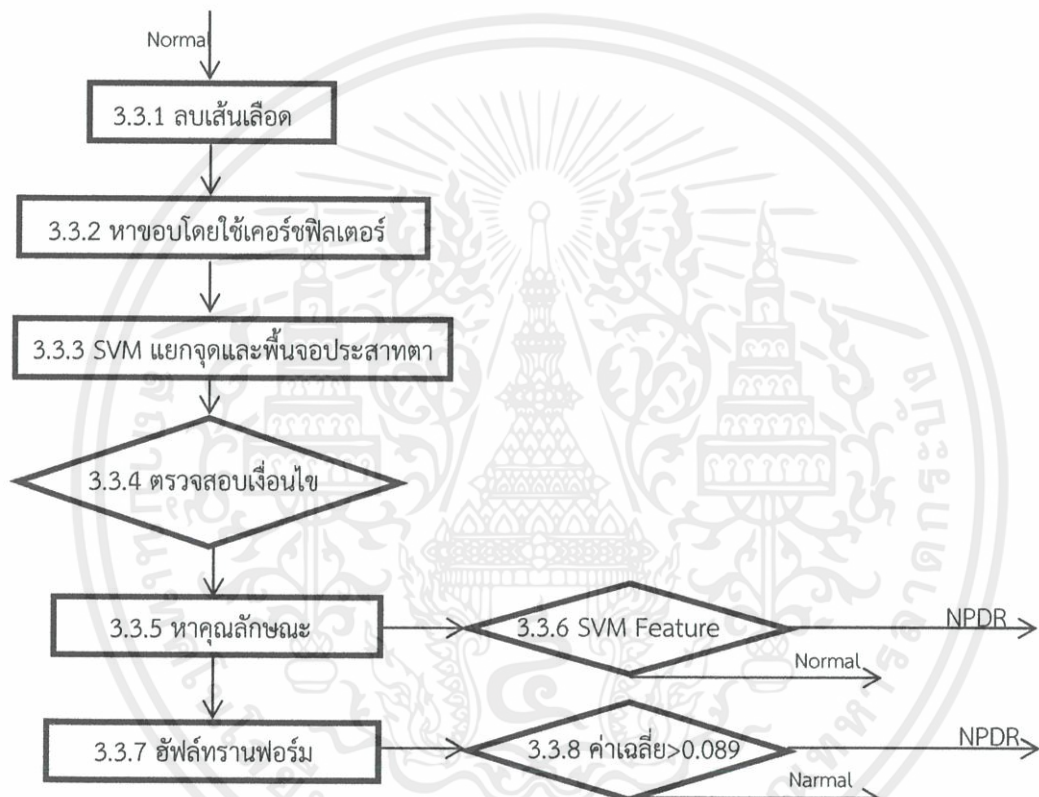 Normal
3.3.1 ลบเส้นเลือด
3.3.2 หาขอบโดยใช้เคอร์ชฟิลเตอร์
3.3.3 SVM แยกจุดและพื้นจอประสาทตา
3.3.4 ตรวจสอบเงื่อนไข
3.3.5 หาคุณลักษณะ
3.3.6 SVM Feature
NPDR
Normal
3.3.7 ฮัฟล์ทรานฟอร์ม
3.3.8 ค่าเฉลี่ย>0.089
NPDR
Narmal